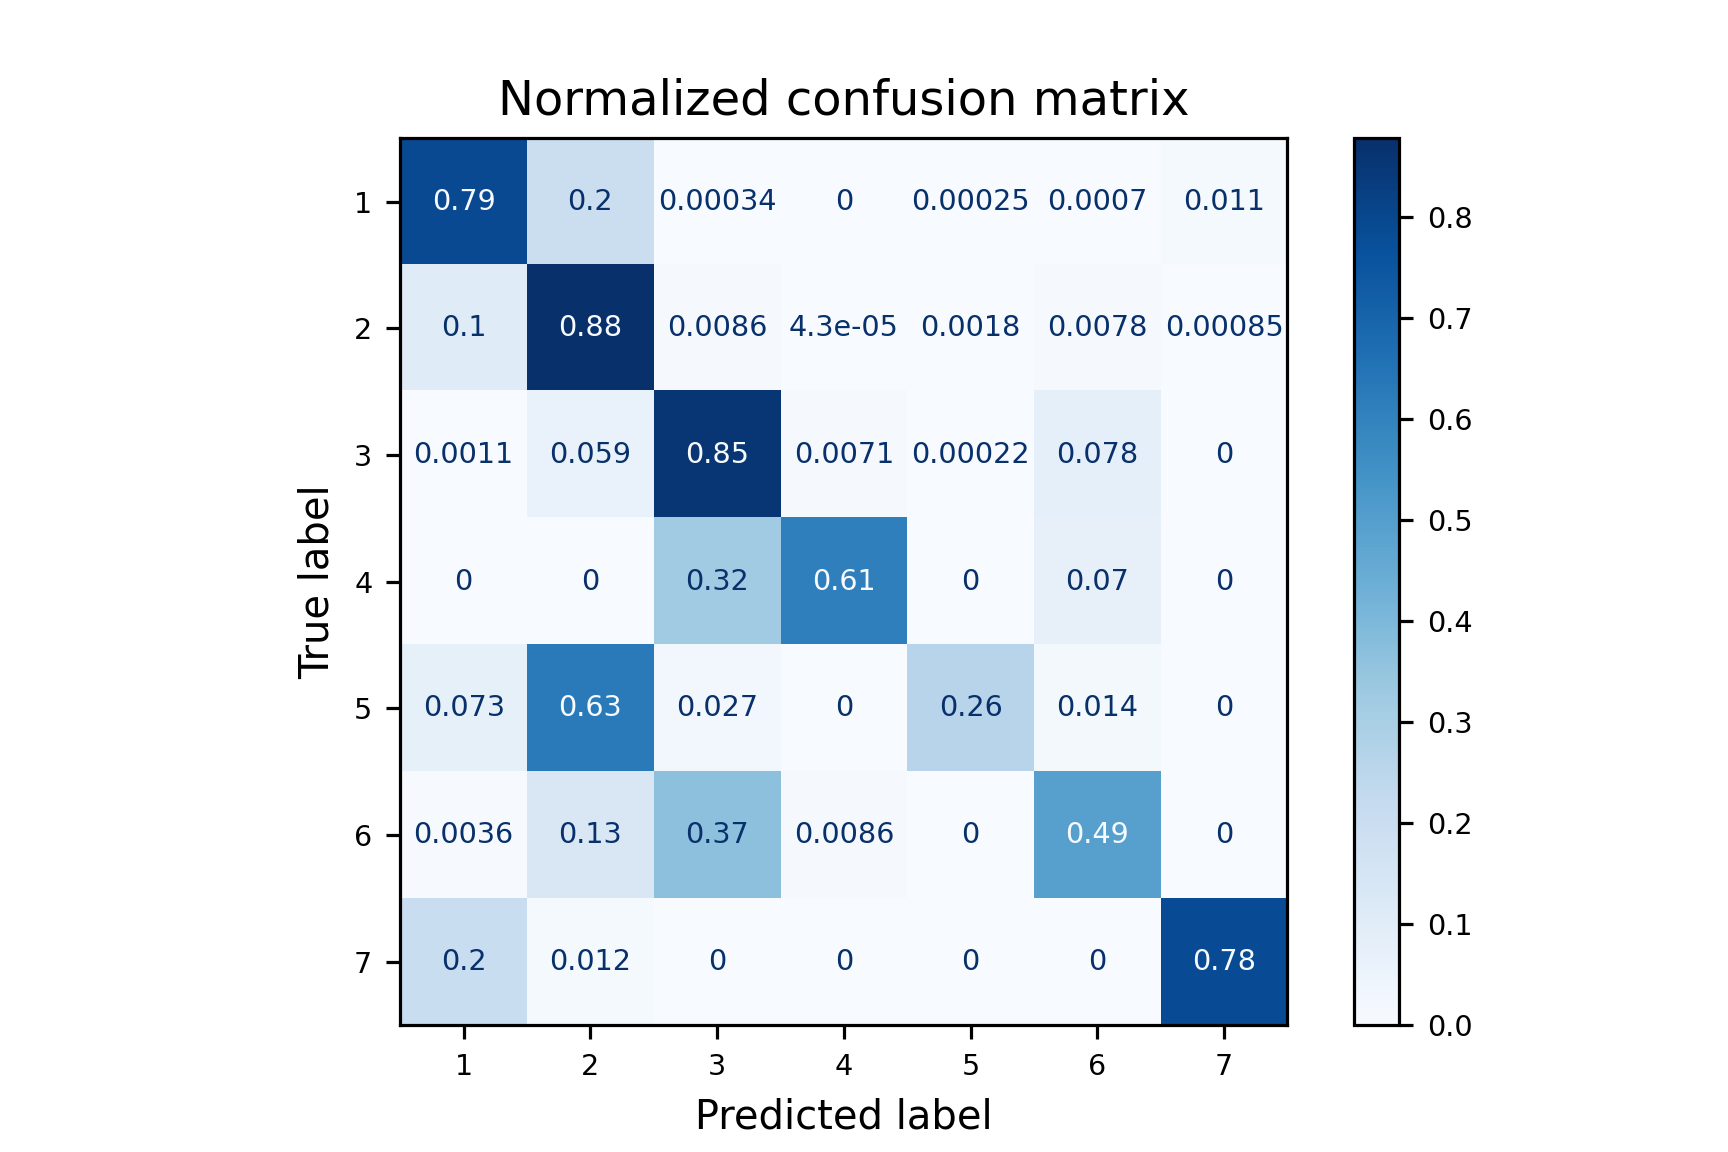 Normalized confusion matrix
1 0.79 0.2 0.00034 0 0.00025 0.0007 0.011
2 0.1 0.88 0.0086 4.3e-05 0.0018 0.0078 0.00085
3 0.0011 0.059 0.85 0.0071 0.00022 0.078 0
4 0 0 0.32 0.61 0 0.07 0
5 0.073 0.63 0.027 0 0.26 0.014 0
6 0.0036 0.13 0.37 0.0086 0 0.49 0
7 0.2 0.012 0 0 0 0 0.78
1 2 3 4 5 6 7
Predicted label
True label
0.8
0.7
0.6
0.5
0.4
0.3
0.2
0.1
0.0